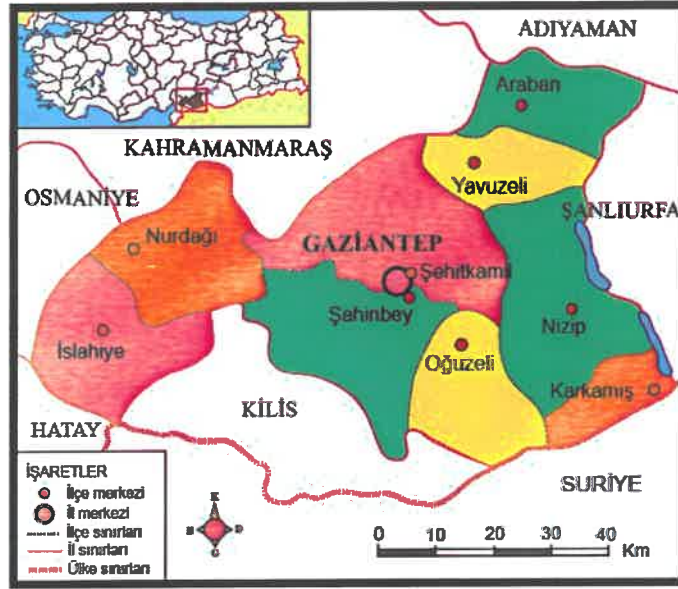 ADIYAMAN
Araban
KAHRAMANMARAŞ
Yavuzeli
OSMANİYE
ŞANLIURFA
Nurdağı
GAZİANTEP
Şehitkamil
Şahinbey
Nizip
İslahiye
Oğuzeli
Karkamış
KİLİS
HATAY
SURİYE
İŞARETLER
İlçe merkezi
İl merkezi
İlçe sınırları
İl sınırları
Ülke sınırları
K
B D
G
0 10 20 30 40
Km